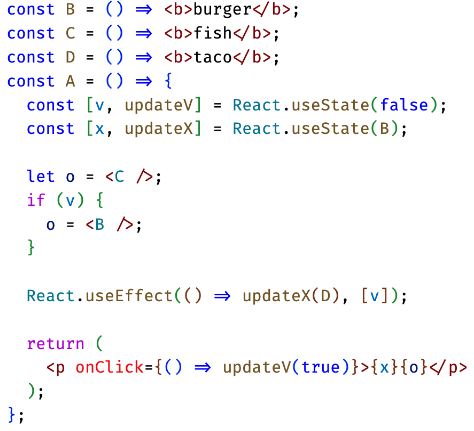 const B = () => <b>burger</b>;
const C = () => <b>fish</b>;
const D = () => <b>taco</b>;
const A = () => {
  const [v, updateV] = React.useState(false);
  const [x, updateX] = React.useState(B);

  let o = <C />;
  if (v) {
    o = <B />;
  }

  React.useEffect(() => updateX(D), [v]);

  return (
    <p onClick={() => updateV(true)}>{x}{o}</p>
  );
};